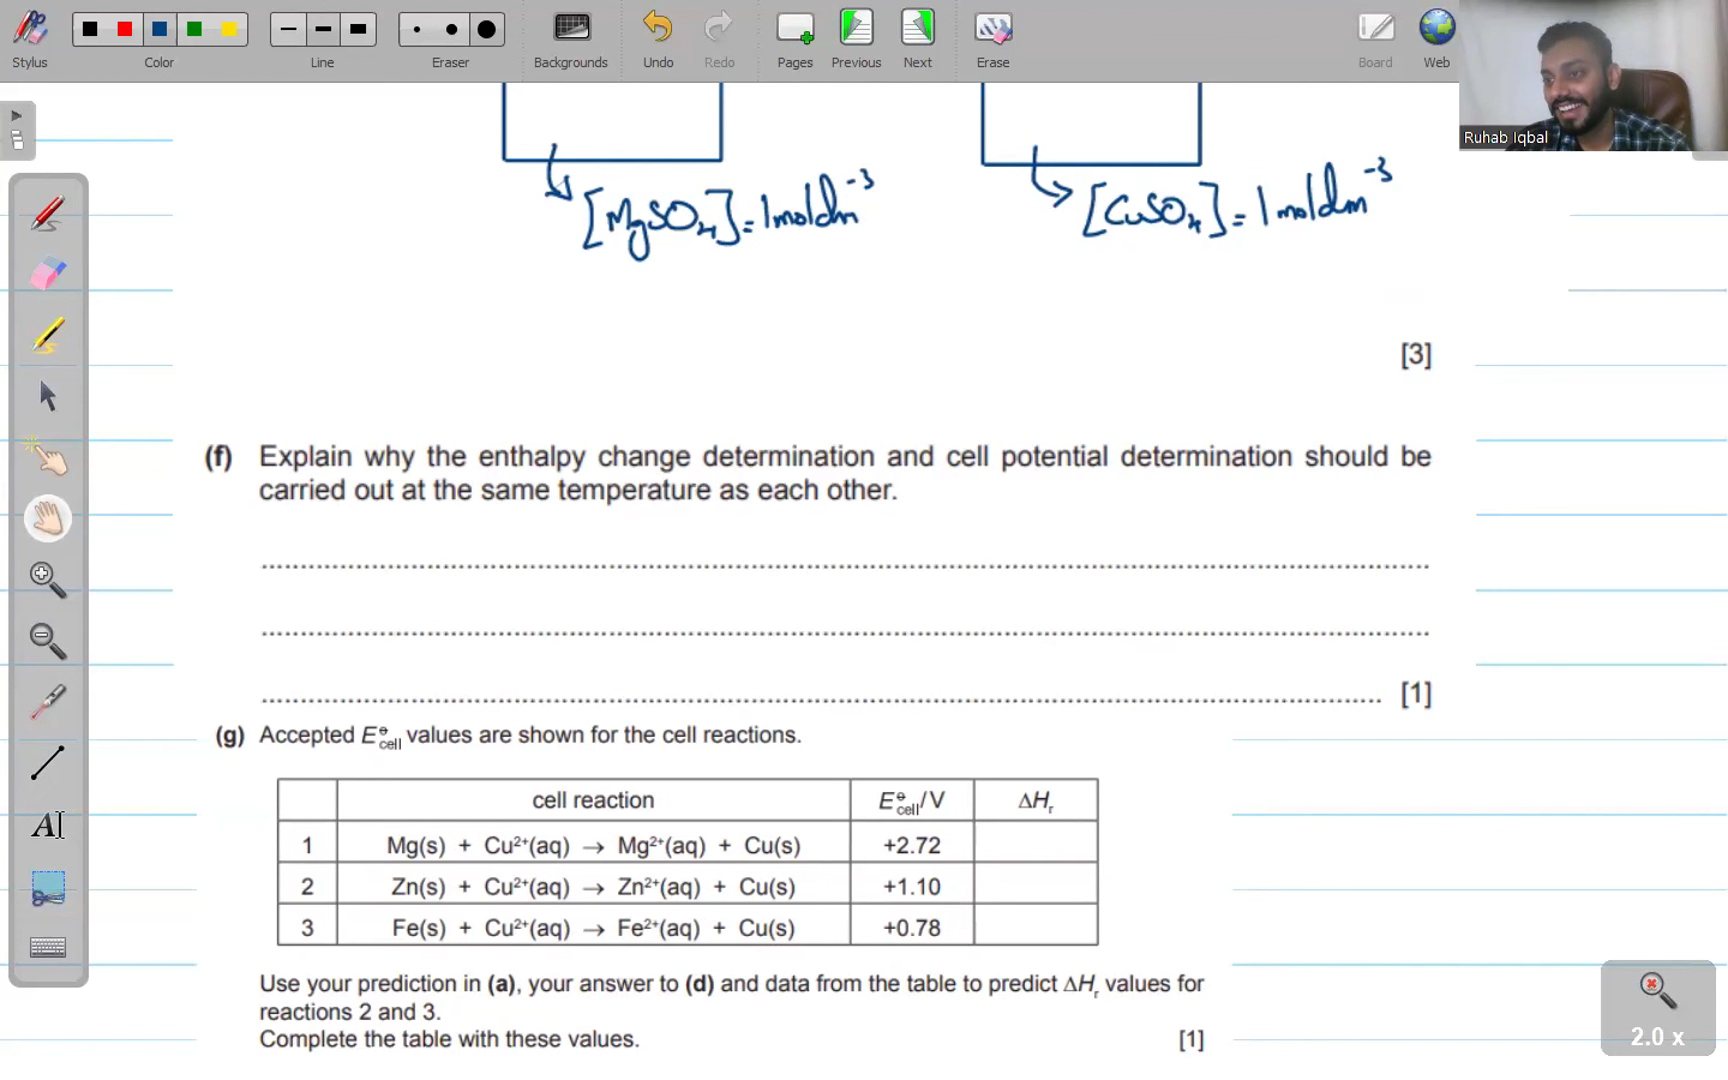 Stylus
Color
Line
Eraser
Backgrounds
Undo
Redo
Pages
Previous
Next
Erase
Board
Web
Ruhab Iqbal
[MgSO₄] = 1 mol dm⁻³
[CuSO₄] = 1 mol dm⁻³
[3]
(f) Explain why the enthalpy change determination and cell potential determination should be
carried out at the same temperature as each other.
[1]
(g) Accepted E⦵cell values are shown for the cell reactions.
cell reaction E⦵cell/V ΔHᵣ
1 Mg(s) + Cu²⁺(aq) → Mg²⁺(aq) + Cu(s) +2.72
2 Zn(s) + Cu²⁺(aq) → Zn²⁺(aq) + Cu(s) +1.10
3 Fe(s) + Cu²⁺(aq) → Fe²⁺(aq) + Cu(s) +0.78
Use your prediction in (a), your answer to (d) and data from the table to predict ΔHᵣ values for
reactions 2 and 3.
Complete the table with these values. [1]
A
2.0 x